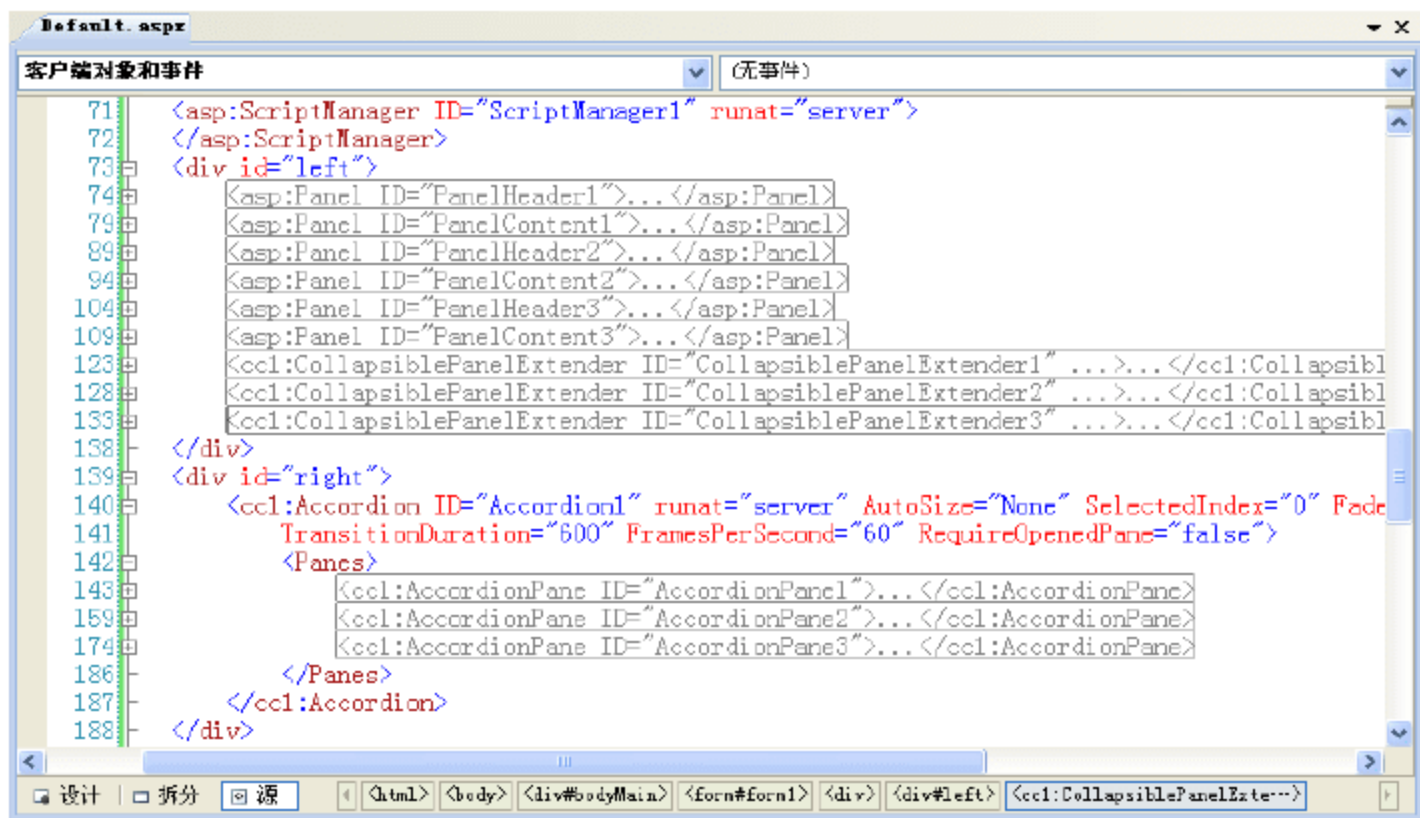 Default.aspx
客户端对象和事件 (无事件)
71 <asp:ScriptManager ID="ScriptManager1" runat="server">
72 </asp:ScriptManager>
73 <div id="left">
74 <asp:Panel ID="PanelHeader1">...</asp:Panel>
79 <asp:Panel ID="PanelContent1">...</asp:Panel>
89 <asp:Panel ID="PanelHeader2">...</asp:Panel>
94 <asp:Panel ID="PanelContent2">...</asp:Panel>
104 <asp:Panel ID="PanelHeader3">...</asp:Panel>
109 <asp:Panel ID="PanelContent3">...</asp:Panel>
123 <cc1:CollapsiblePanelExtender ID="CollapsiblePanelExtender1" ...>...</cc1:Collapsibl
128 <cc1:CollapsiblePanelExtender ID="CollapsiblePanelExtender2" ...>...</cc1:Collapsibl
133 <cc1:CollapsiblePanelExtender ID="CollapsiblePanelExtender3" ...>...</cc1:Collapsibl
138 </div>
139 <div id="right">
140 <cc1:Accordion ID="Accordion1" runat="server" AutoSize="None" SelectedIndex="0" Fade
141 TransitionDuration="600" FramesPerSecond="60" RequireOpenedPane="false">
142 <Panes>
143 <cc1:AccordionPane ID="AccordionPane1">...</cc1:AccordionPane>
159 <cc1:AccordionPane ID="AccordionPane2">...</cc1:AccordionPane>
174 <cc1:AccordionPane ID="AccordionPane3">...</cc1:AccordionPane>
186 </Panes>
187 </cc1:Accordion>
188 </div>
设计 拆分 源 <html> <body> <div#bodyMain> <form#form1> <div> <div#left> <cc1:CollapsiblePanelExte...>